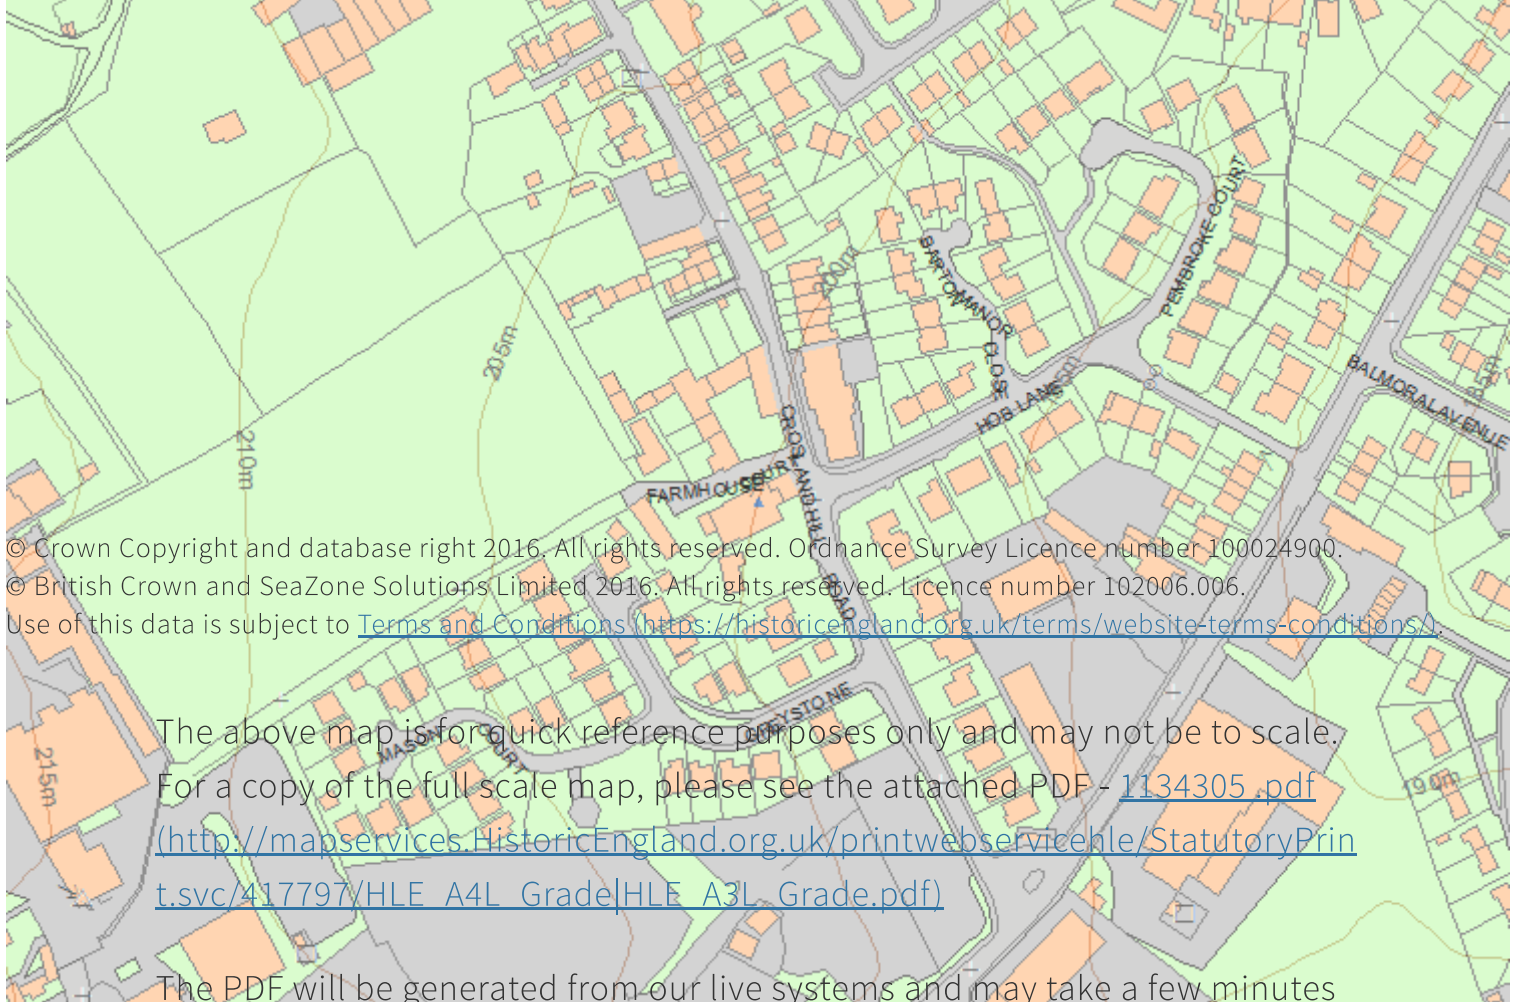 PEMBROKE COURT
200m
BARTON MANOR
CLOSE
205m
HOB LANE
BALMORAL AVENUE
210m
CROSLAND HILL ROAD
FARMHOUSE COURT
© Crown Copyright and database right 2016. All rights reserved. Ordnance Survey Licence number 100024900.
© British Crown and SeaZone Solutions Limited 2016. All rights reserved. Licence number 102006.006.
Use of this data is subject to Terms and Conditions (https://historicengland.org.uk/terms/website-terms-conditions/).
The above map is for quick reference purposes only and may not be to scale.
MASON COURT
215m
For a copy of the full scale map, please see the attached PDF - 1134305 .pdf
190m
(http://mapservices.HistoricEngland.org.uk/printwebservicehle/StatutoryPrin
t.svc/417797/HLE_A4L_Grade|HLE_A3L_Grade.pdf)
The PDF will be generated from our live systems and may take a few minutes